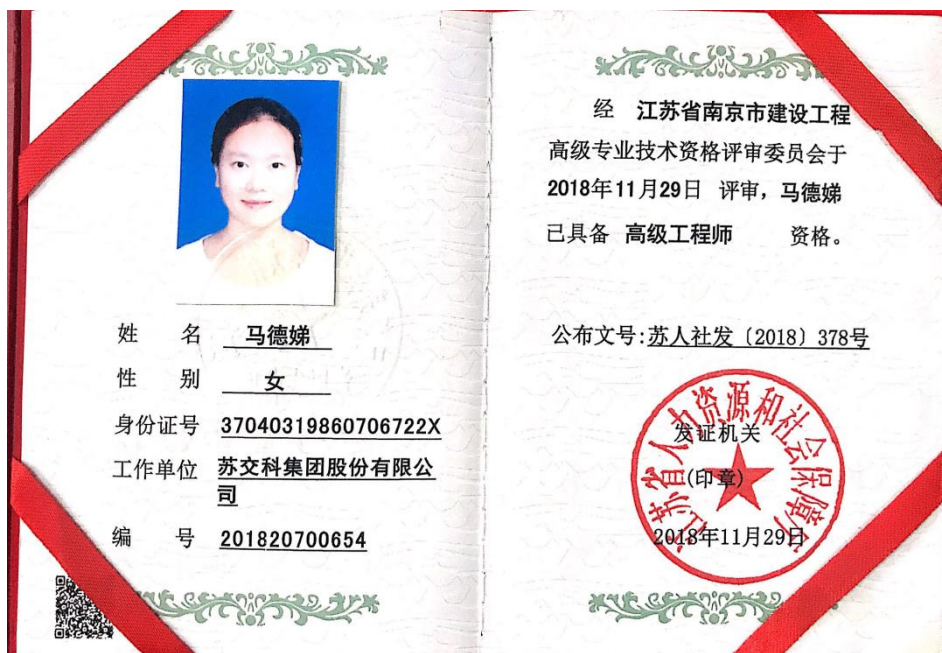 姓 名 马德娣
性 别 女
身份证号 37040319860706722X
工作单位 苏交科集团股份有限公
司
编 号 201820700654
经 江苏省南京市建设工程
高级专业技术资格评审委员会于
2018年11月29日 评审，马德娣
已具备 高级工程师 资格。
公布文号:苏人社发〔2018〕378号
江苏省人力资源和社会保障厅
发证机关
(印章)
2018年11月29日